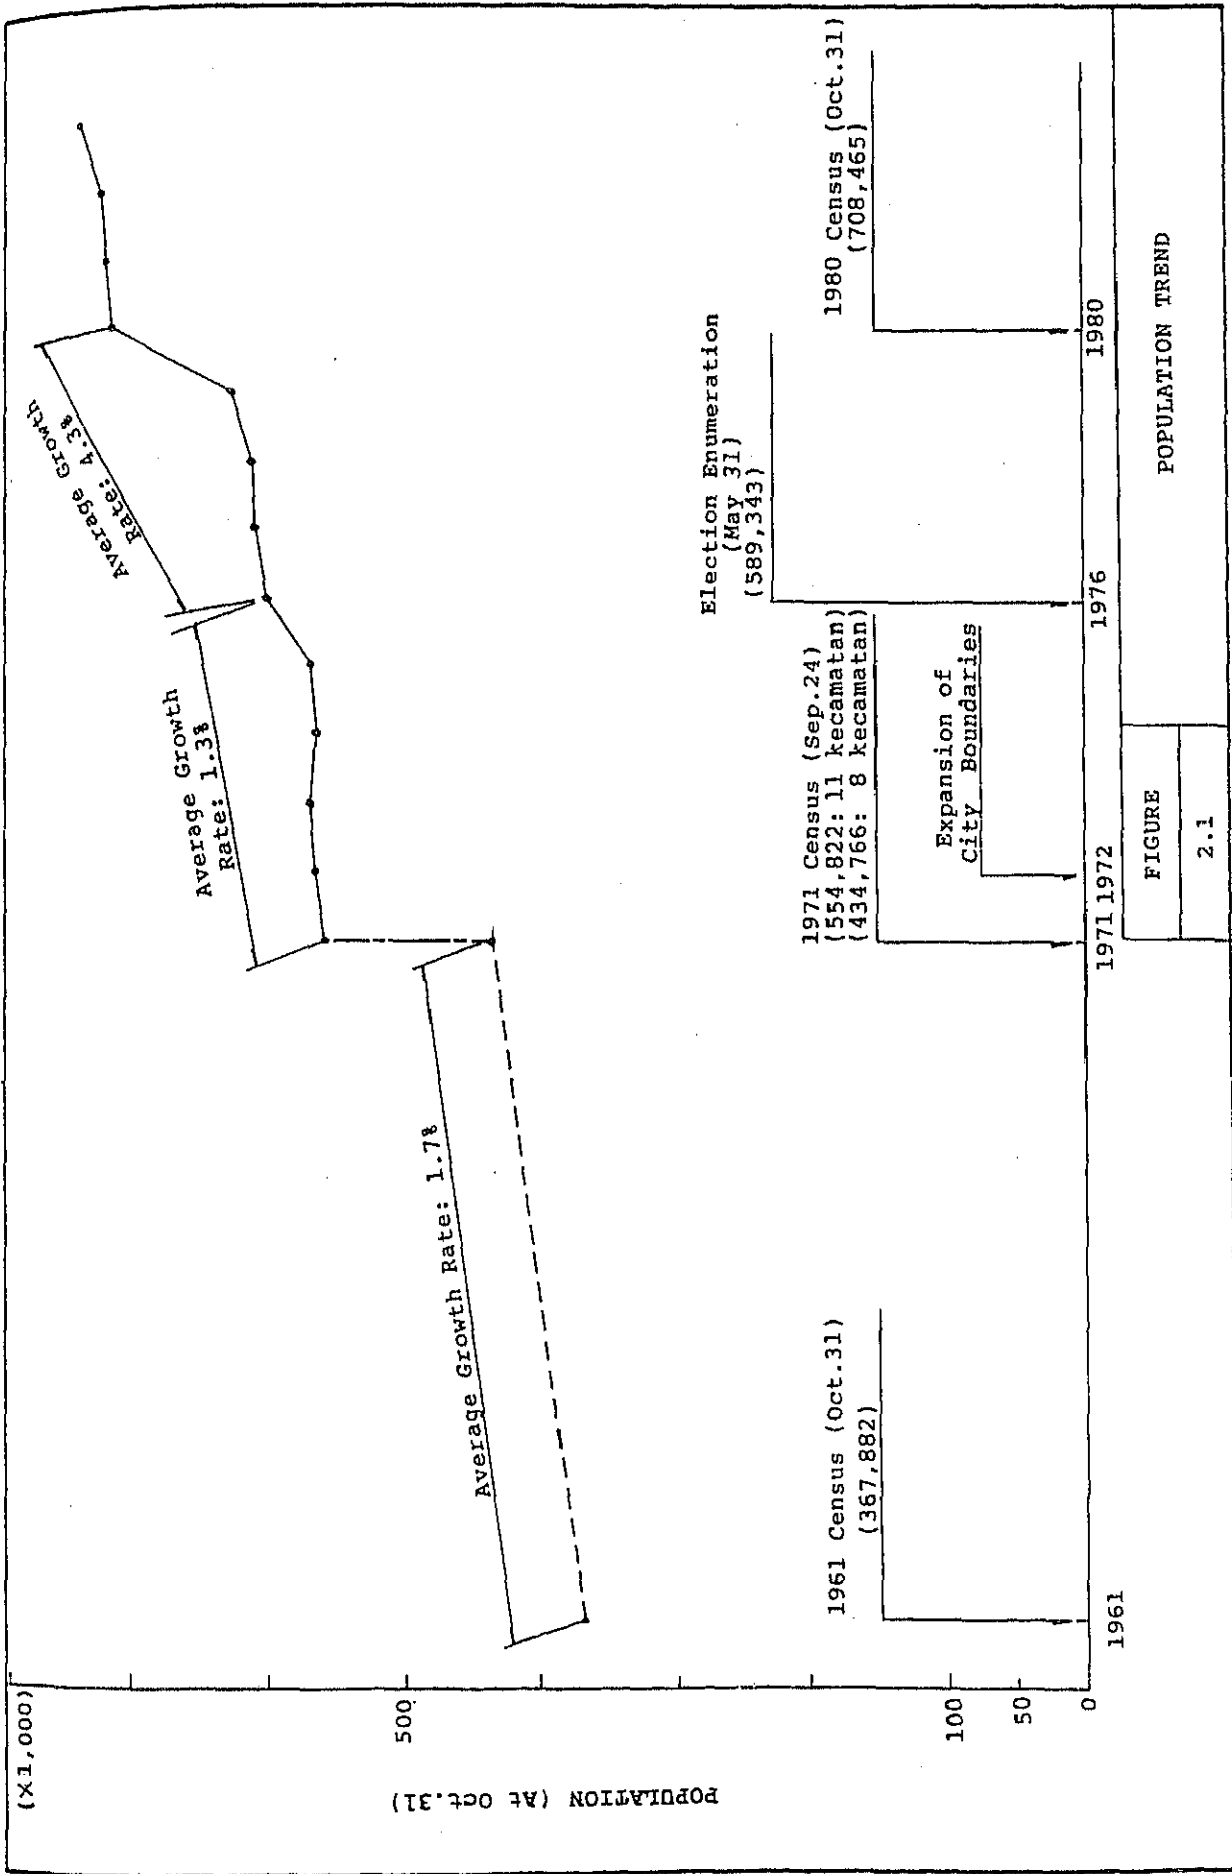 (X1,000)
POPULATION (At Oct.31)
500
100
50
0
Average Growth Rate: 1.7%
Average Growth
Rate: 1.3%
Average Growth
Rate: 4.3%
1961 Census (Oct.31)
(367,882)
1971 Census (Sep.24)
(554,822: 11 kecamatan)
(434,766: 8 kecamatan)
Expansion of
City Boundaries
Election Enumeration
(May 31)
(589,343)
1980 Census (Oct.31)
(708,465)
1961
1971
1972
1976
1980
FIGURE
2.1
POPULATION TREND